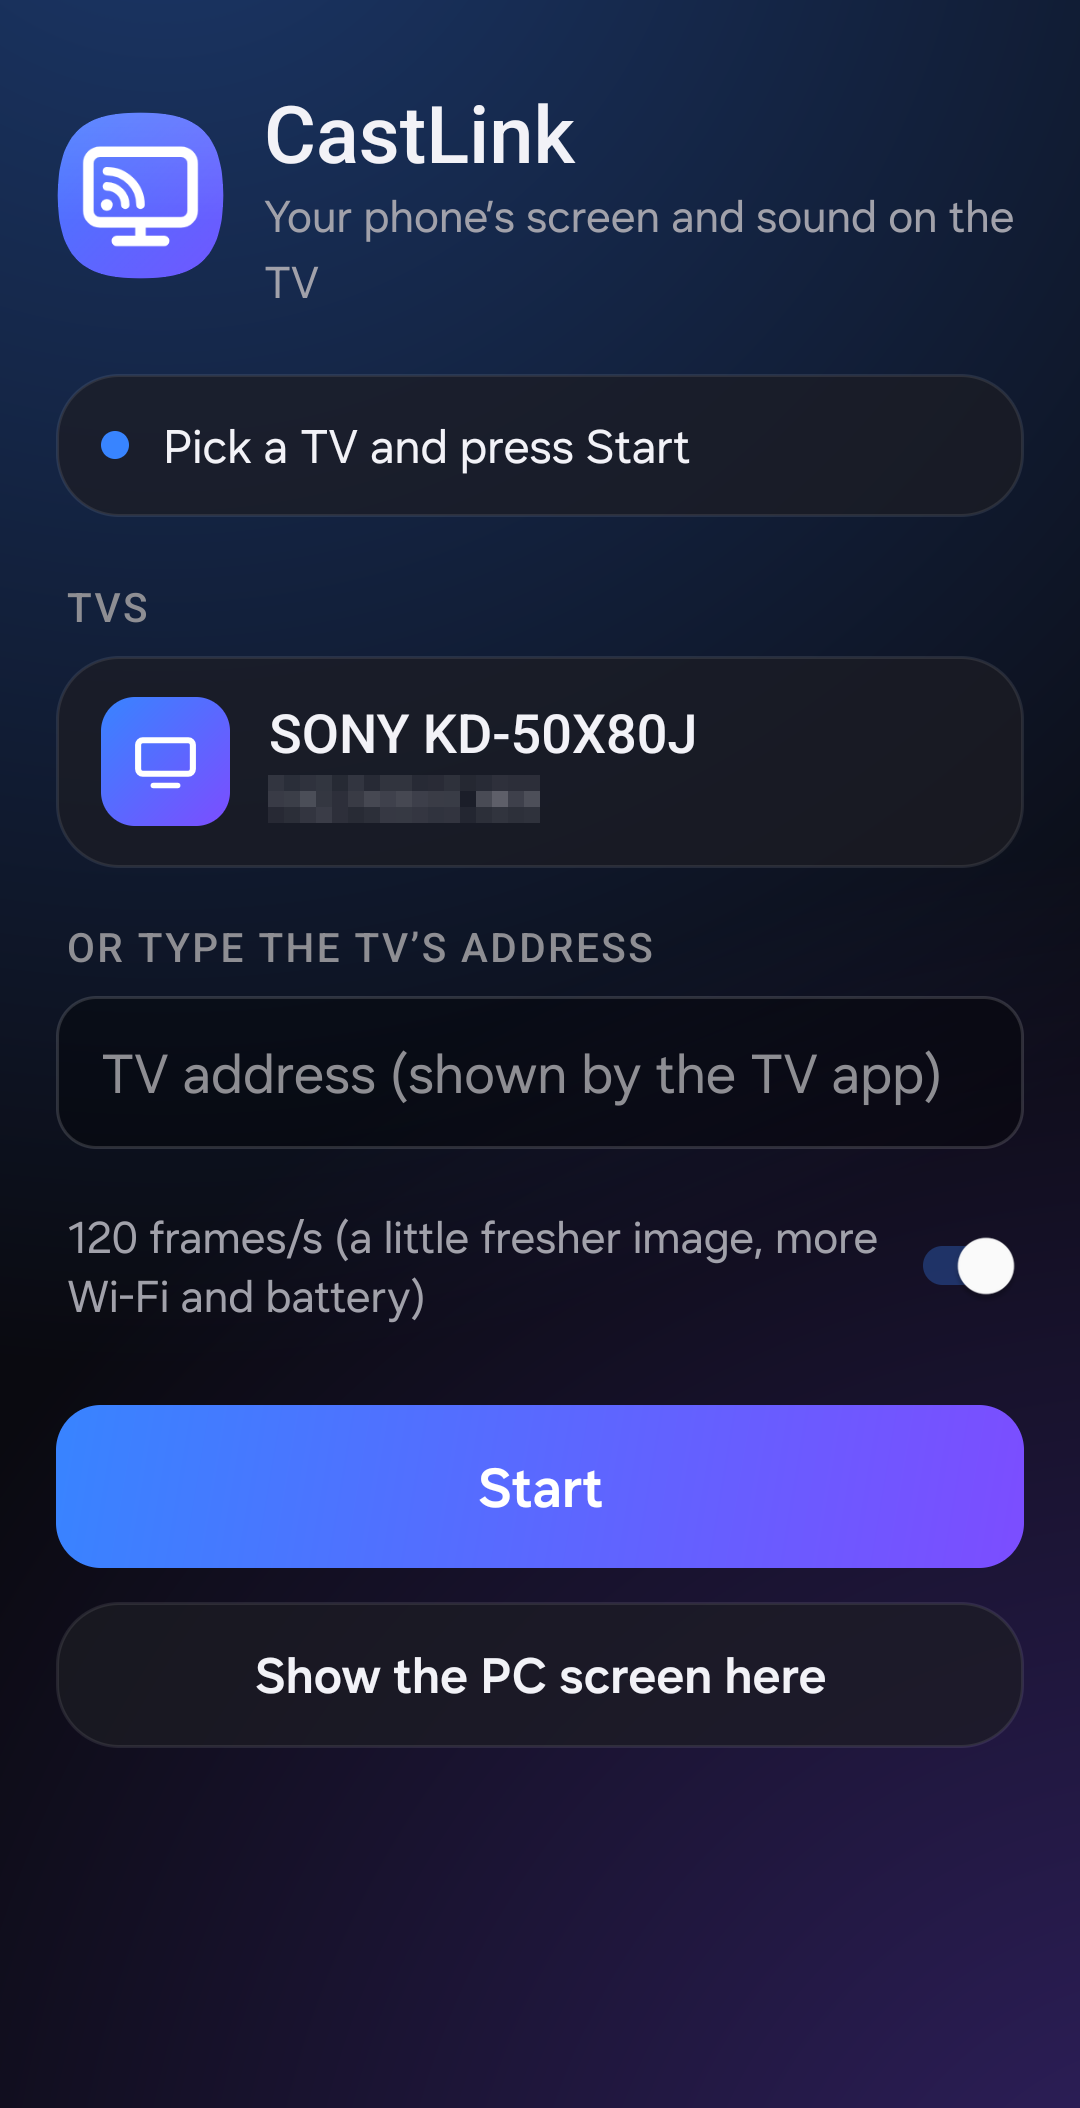 CastLink
Your phone’s screen and sound on the
TV
Pick a TV and press Start
TVS
SONY KD-50X80J
OR TYPE THE TV’S ADDRESS
TV address (shown by the TV app)
120 frames/s (a little fresher image, more
Wi-Fi and battery)
Start
Show the PC screen here